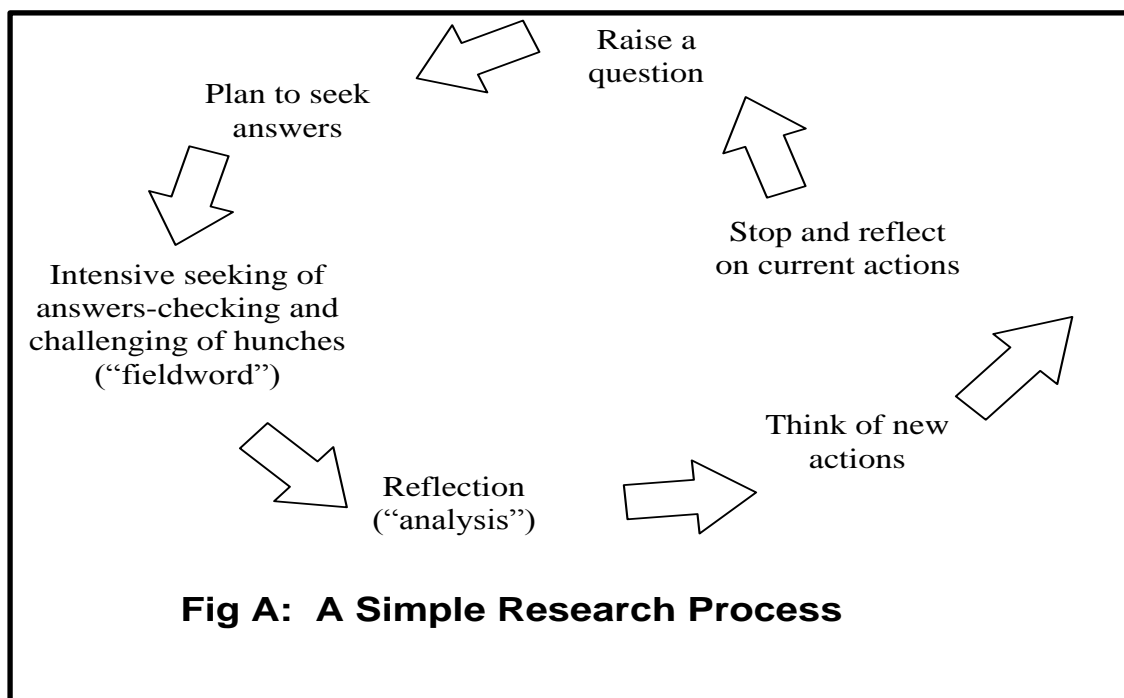 Raise a
question
Plan to seek
answers
Intensive seeking of
answers-checking and
challenging of hunches
(“fieldword”)
Reflection
(“analysis”)
Think of new
actions
Stop and reflect
on current actions
Fig A:  A Simple Research Process